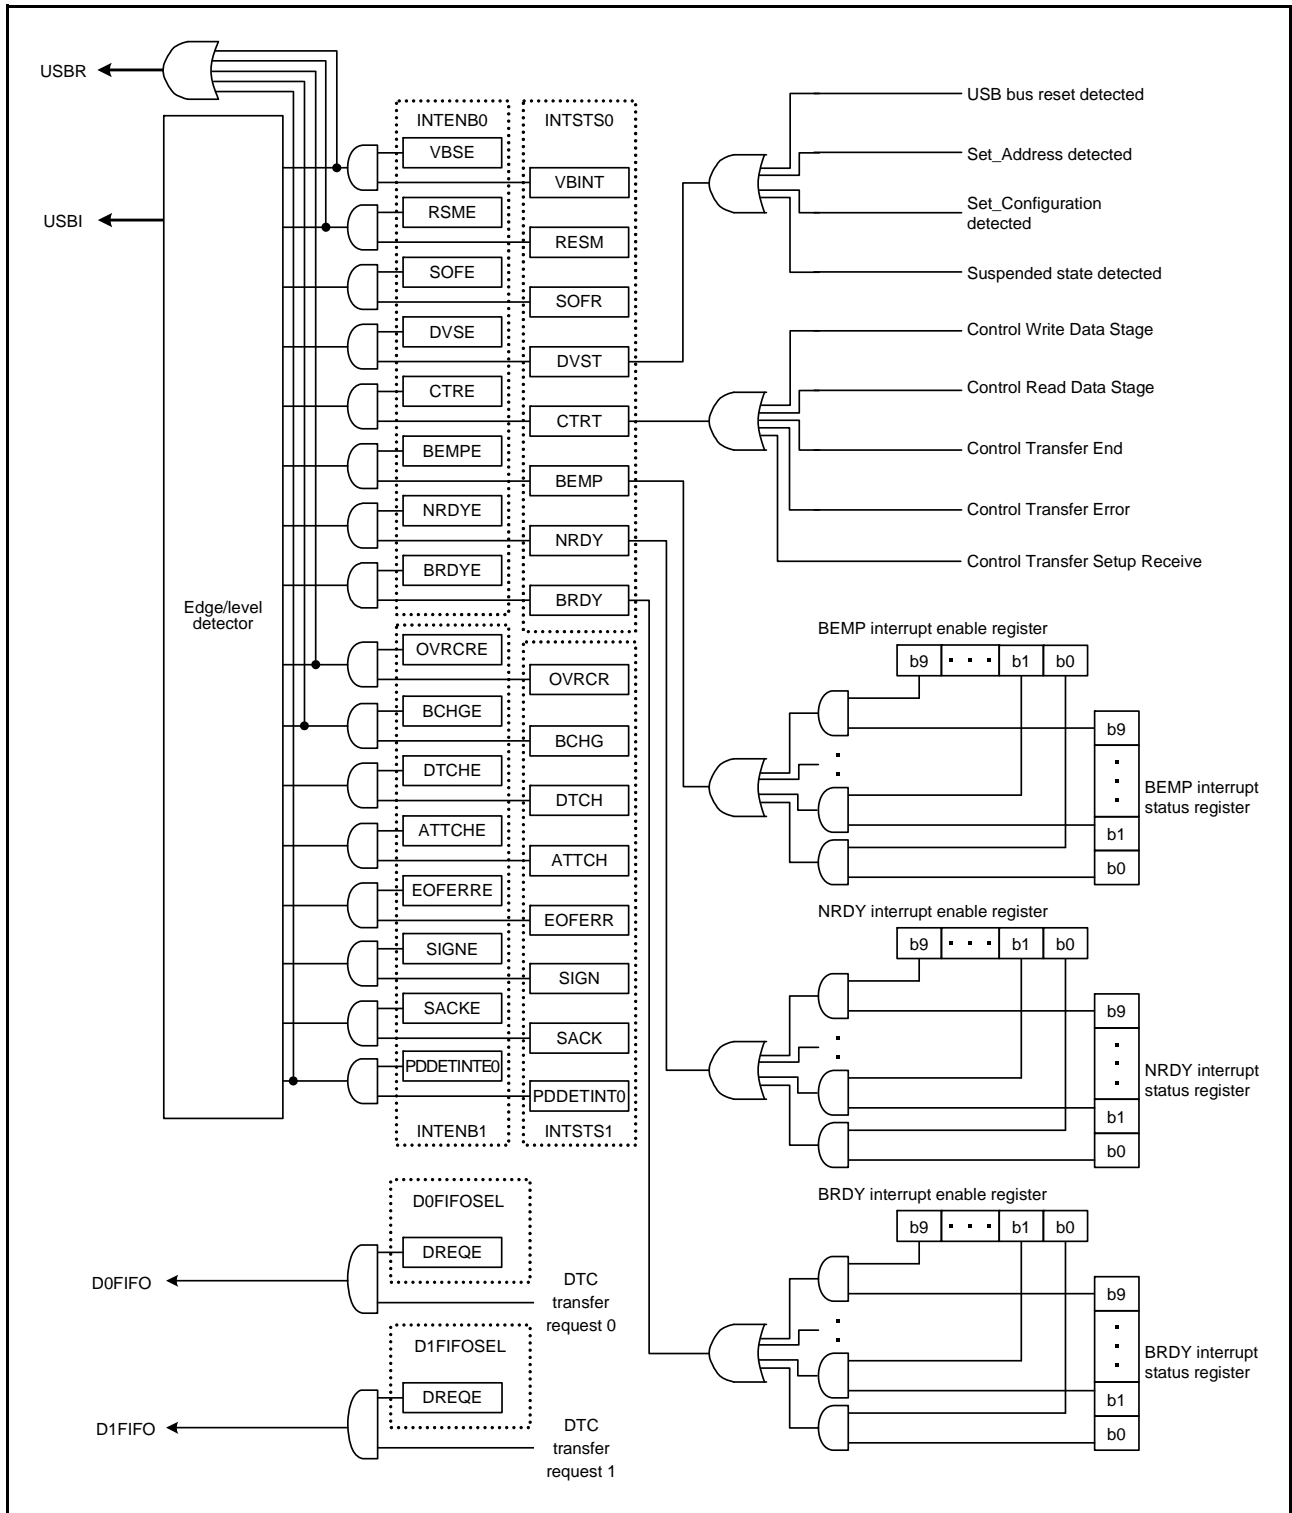 USBR
USBI
Edge/level
detector
INTENB0
VBSE
RSME
SOFE
DVSE
CTRE
BEMPE
NRDYE
BRDYE
OVRCRE
BCHGE
DTCHE
ATTCHE
EOFERRE
SIGNE
SACKE
PDDETINTE0
INTENB1
INTSTS0
VBINT
RESM
SOFR
DVST
CTRT
BEMP
NRDY
BRDY
OVRCR
BCHG
DTCH
ATTCH
EOFERR
SIGN
SACK
PDDETINT0
INTSTS1
USB bus reset detected
Set_Address detected
Set_Configuration
detected
Suspended state detected
Control Write Data Stage
Control Read Data Stage
Control Transfer End
Control Transfer Error
Control Transfer Setup Receive
BEMP interrupt enable register
b9 · · · b1 b0
b9
b1
b0
BEMP interrupt
status register
NRDY interrupt enable register
b9 · · · b1 b0
b9
b1
b0
NRDY interrupt
status register
BRDY interrupt enable register
b9 · · · b1 b0
b9
b1
b0
BRDY interrupt
status register
D0FIFO
D0FIFOSEL
DREQE
DTC
transfer
request 0
D1FIFO
D1FIFOSEL
DREQE
DTC
transfer
request 1